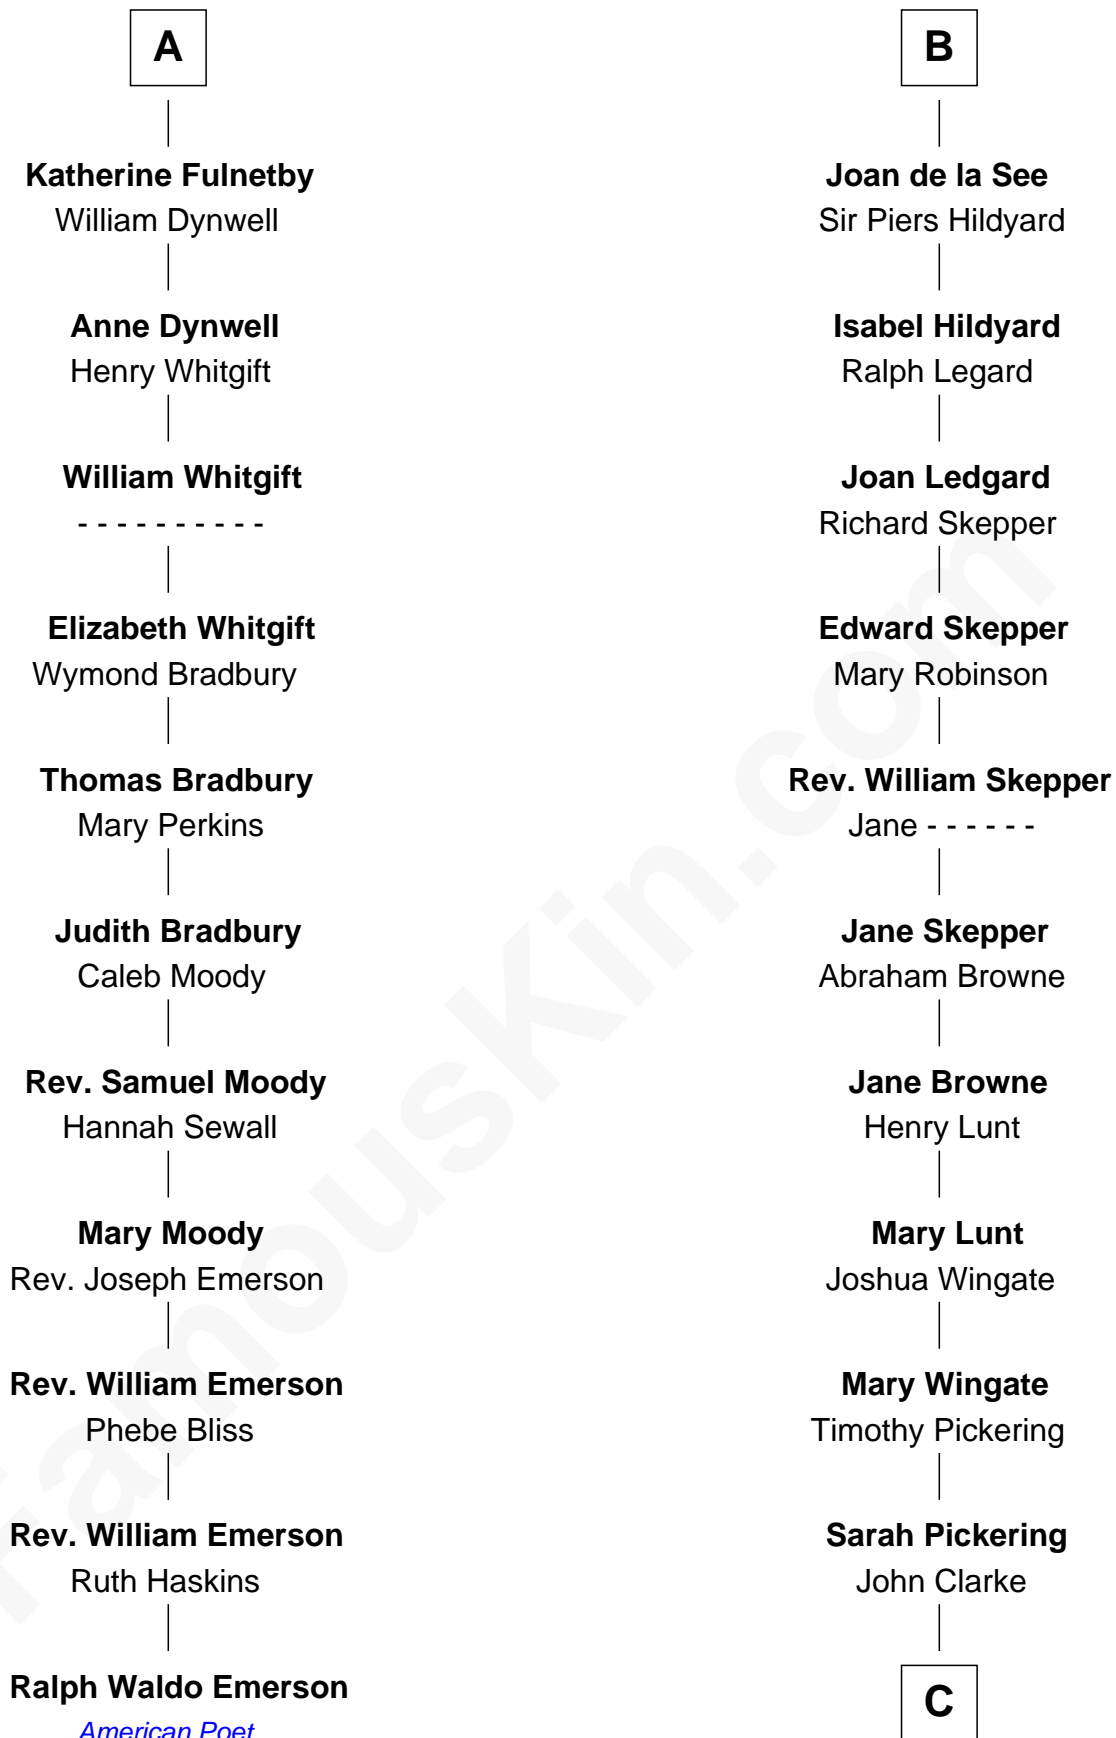 A
Katherine Fulnetby
William Dynwell
Anne Dynwell
Henry Whitgift
William Whitgift
- - - - - - - - - -
Elizabeth Whitgift
Wymond Bradbury
Thomas Bradbury
Mary Perkins
Judith Bradbury
Caleb Moody
Rev. Samuel Moody
Hannah Sewall
Mary Moody
Rev. Joseph Emerson
Rev. William Emerson
Phebe Bliss
Rev. William Emerson
Ruth Haskins
Ralph Waldo Emerson
American Poet
B
Joan de la See
Sir Piers Hildyard
Isabel Hildyard
Ralph Legard
Joan Ledgard
Richard Skepper
Edward Skepper
Mary Robinson
Rev. William Skepper
Jane - - - - - -
Jane Skepper
Abraham Browne
Jane Browne
Henry Lunt
Mary Lunt
Joshua Wingate
Mary Wingate
Timothy Pickering
Sarah Pickering
John Clarke
C
FamousKin.com